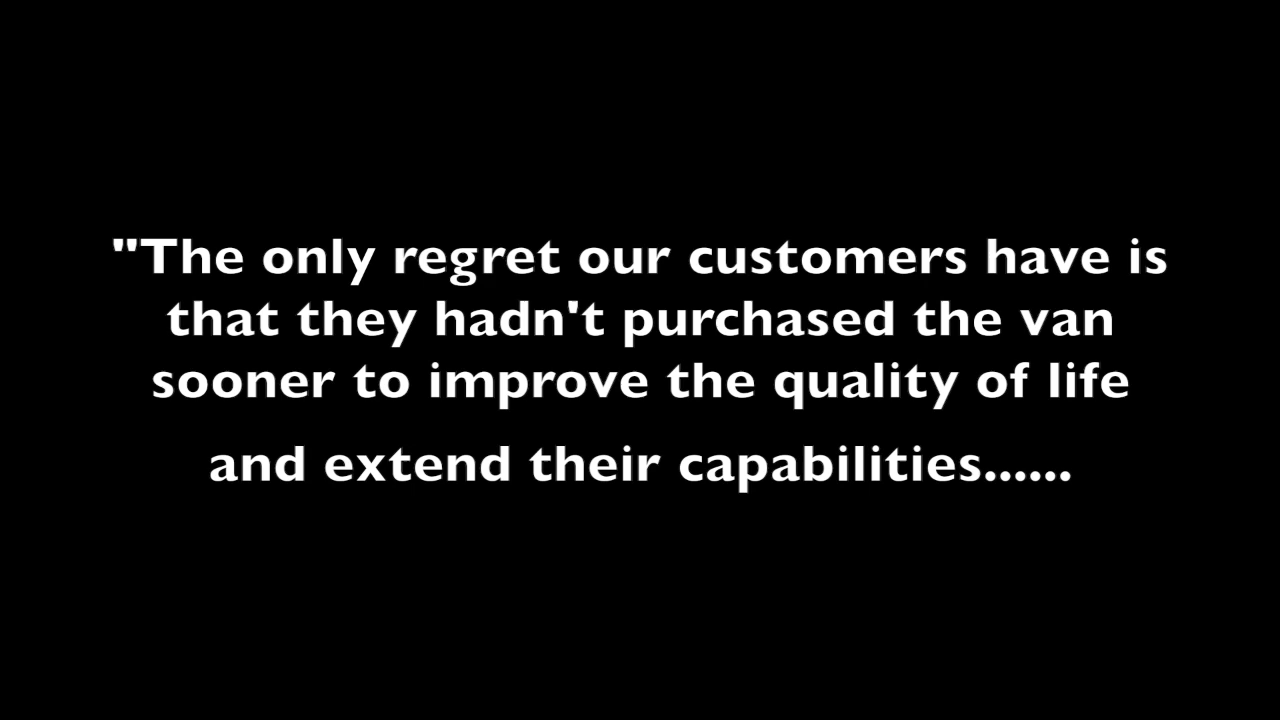 "The only regret our customers have is
that they hadn't purchased the van
sooner to improve the quality of life
and extend their capabilities......